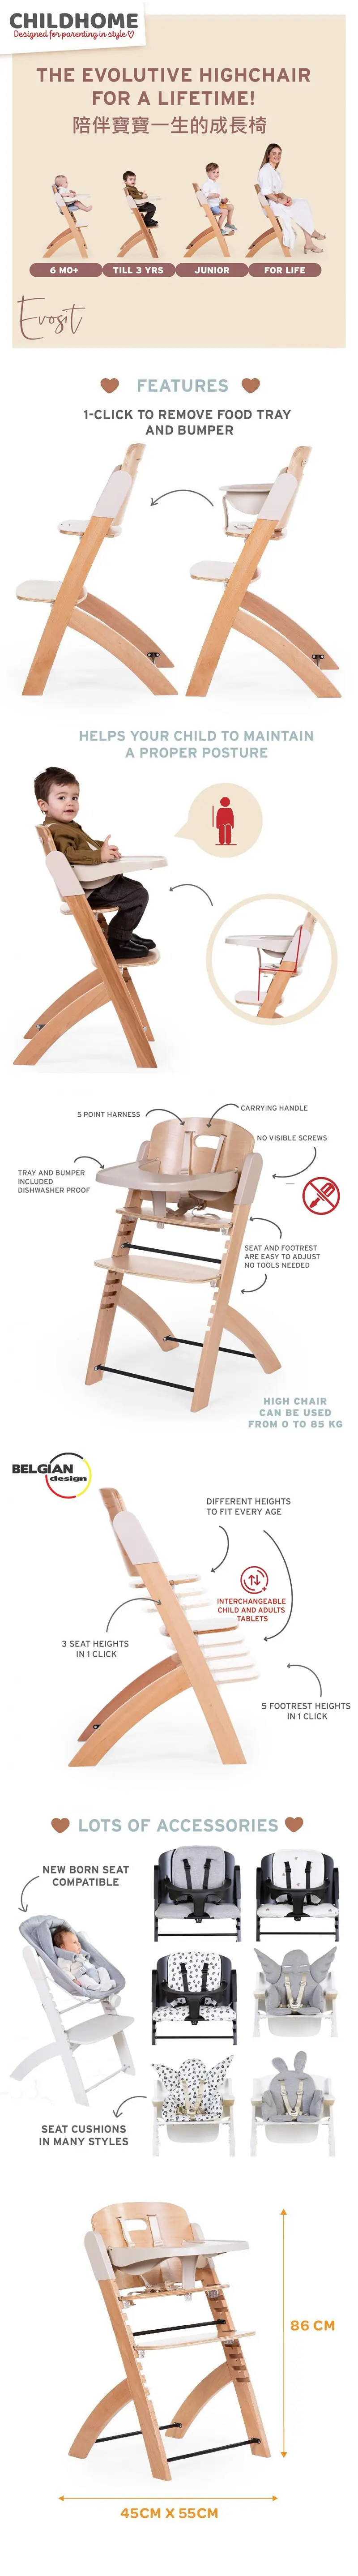 CHILDHOME
Designed for parenting in style
THE EVOLUTIVE HIGHCHAIR
FOR A LIFETIME!
陪伴寶寶一生的成長椅
6 MO+
TILL 3 YRS
JUNIOR
FOR LIFE
Evosit
FEATURES
1-CLICK TO REMOVE FOOD TRAY
AND BUMPER
HELPS YOUR CHILD TO MAINTAIN
A PROPER POSTURE
5 POINT HARNESS
CARRYING HANDLE
NO VISIBLE SCREWS
TRAY AND BUMPER
INCLUDED
DISHWASHER PROOF
SEAT AND FOOTREST
ARE EASY TO ADJUST
NO TOOLS NEEDED
HIGH CHAIR
CAN BE USED
FROM 0 TO 85 KG
BELGIAN
design
DIFFERENT HEIGHTS
TO FIT EVERY AGE
INTERCHANGEABLE
CHILD AND ADULTS
TABLETS
3 SEAT HEIGHTS
IN 1 CLICK
5 FOOTREST HEIGHTS
IN 1 CLICK
LOTS OF ACCESSORIES
NEW BORN SEAT
COMPATIBLE
SEAT CUSHIONS
IN MANY STYLES
86 CM
45CM X 55CM